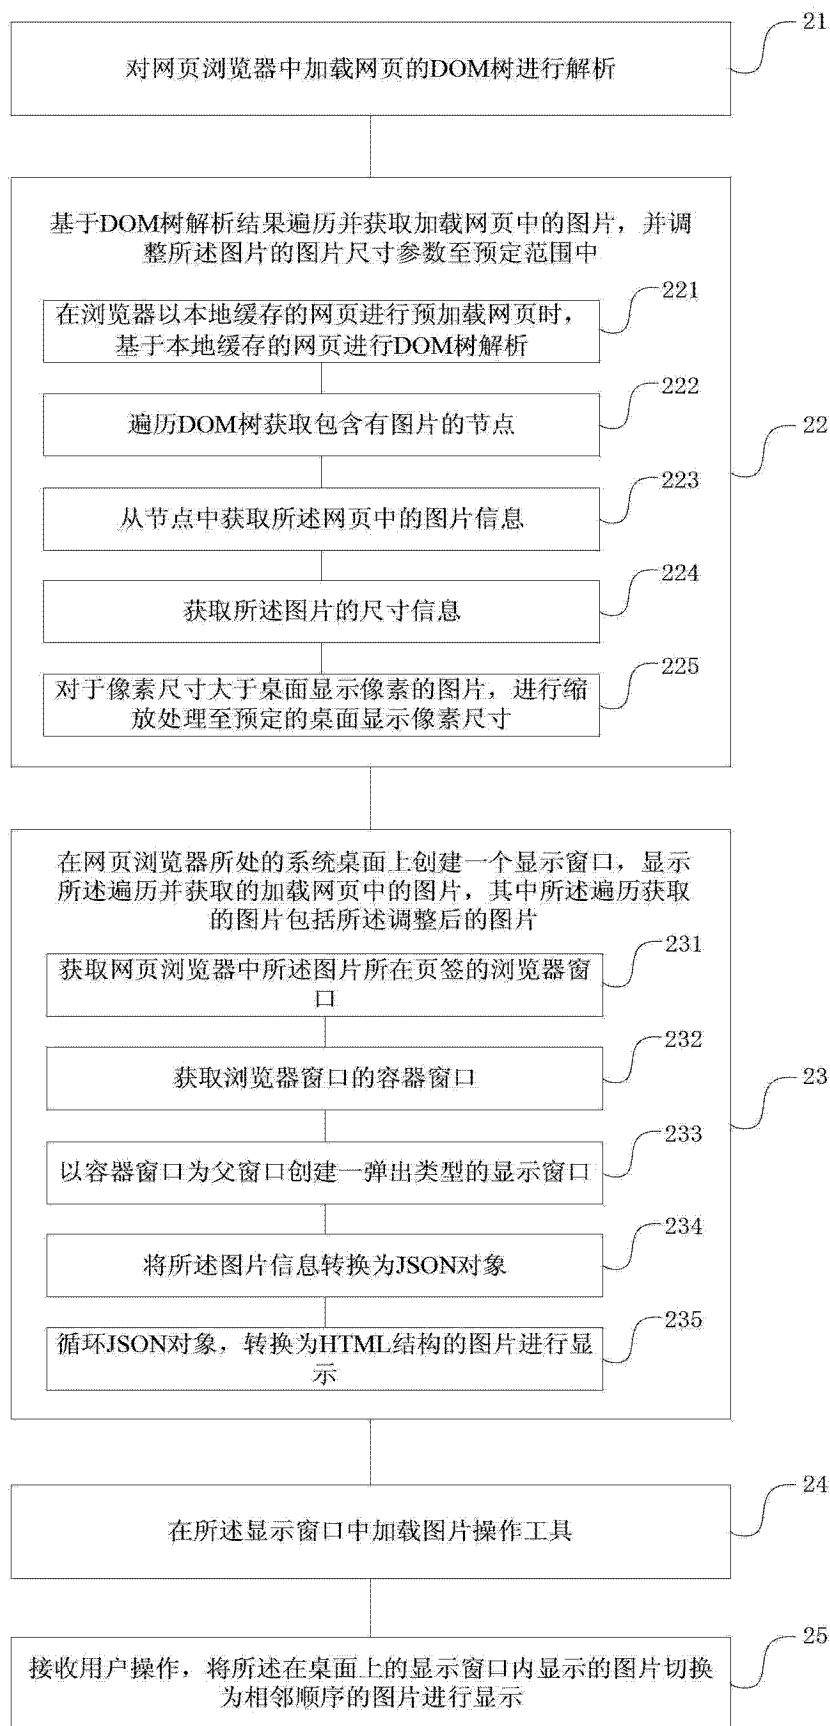 21
对网页浏览器中加载网页的DOM树进行解析
基于DOM树解析结果遍历并获取加载网页中的图片，并调
整所述图片的图片尺寸参数至预定范围中
221
在浏览器以本地缓存的网页进行预加载网页时，
基于本地缓存的网页进行DOM树解析
222
遍历DOM树获取包含有图片的节点
22
223
从节点中获取所述网页中的图片信息
224
获取所述图片的尺寸信息
225
对于像素尺寸大于桌面显示像素的图片，进行缩
放处理至预定的桌面显示像素尺寸
在网页浏览器所处的系统桌面上创建一个显示窗口，显示
所述遍历并获取的加载网页中的图片，其中所述遍历获取
的图片包括所述调整后的图片
231
获取网页浏览器中所述图片所在页签的浏览器窗
口
232
获取浏览器窗口的容器窗口
23
233
以容器窗口为父窗口创建一弹出类型的显示窗口
234
将所述图片信息转换为JSON对象
235
循环JSON对象，转换为HTML结构的图片进行显
示
24
在所述显示窗口中加载图片操作工具
25
接收用户操作，将所述在桌面上的显示窗口内显示的图片切换
为相邻顺序的图片进行显示